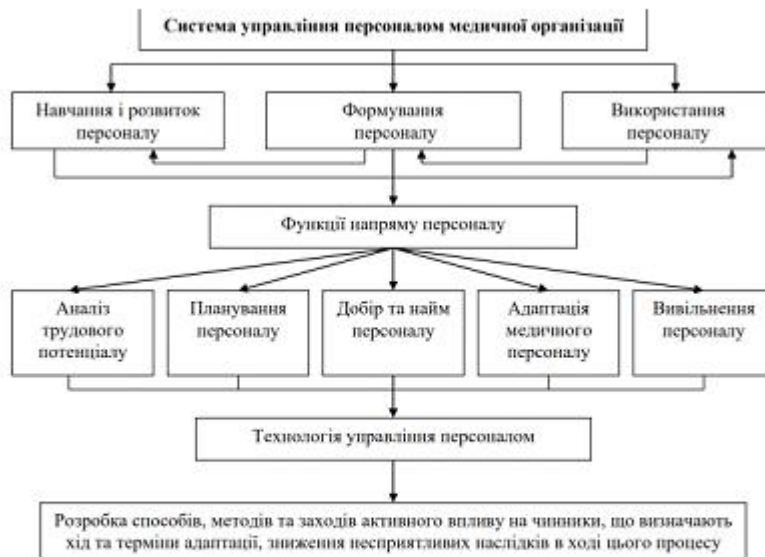 Система управління персоналом медичної організації
Навчання і розвиток
персоналу
Формування
персоналу
Використання
персоналу
Функції напряму персоналу
Аналіз
трудового
потенціалу
Планування
персоналу
Добір та найм
персоналу
Адаптація
медичного
персоналу
Вивільнення
персоналу
Технологія управління персоналом
Розробка способів, методів та заходів активного впливу на чинники, що визначають
хід та терміни адаптації, зниження несприятливих наслідків в ході цього процесу